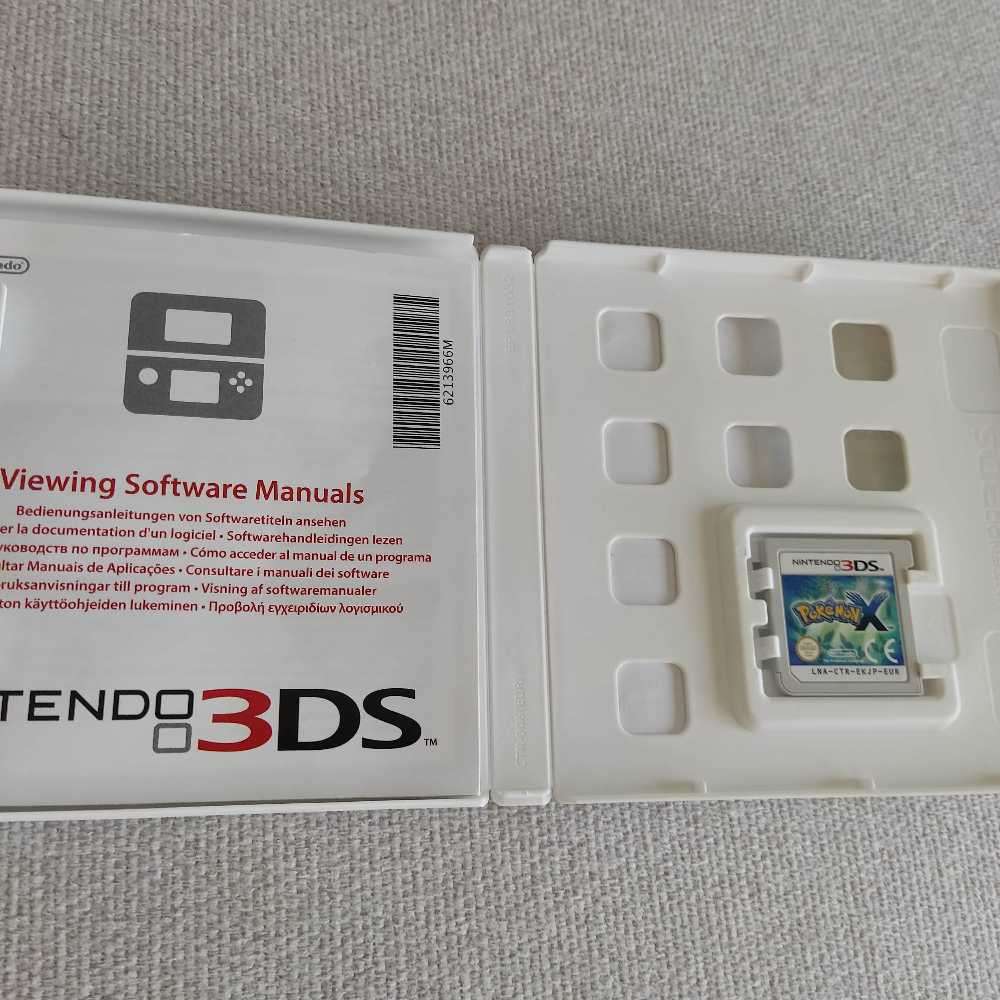 ndo
6213966M
Viewing Software Manuals
Bedienungsanleitungen von Softwaretiteln ansehen
er la documentation d'un logiciel • Softwarehandleidingen lezen
уководств по программам • Cómo acceder al manual de un programa
ltar Manuais de Aplicações • Consultare i manuali dei software
ruksanvisningar till program • Visning af softwaremanualer
ton käyttöohjeiden lukeminen • Προβολή εγχειριδίων λογισμικού
TENDO 3DS™
NINTENDO 3DS™
POKéMON X
CE
LNA-CTR-EKJP-EUR